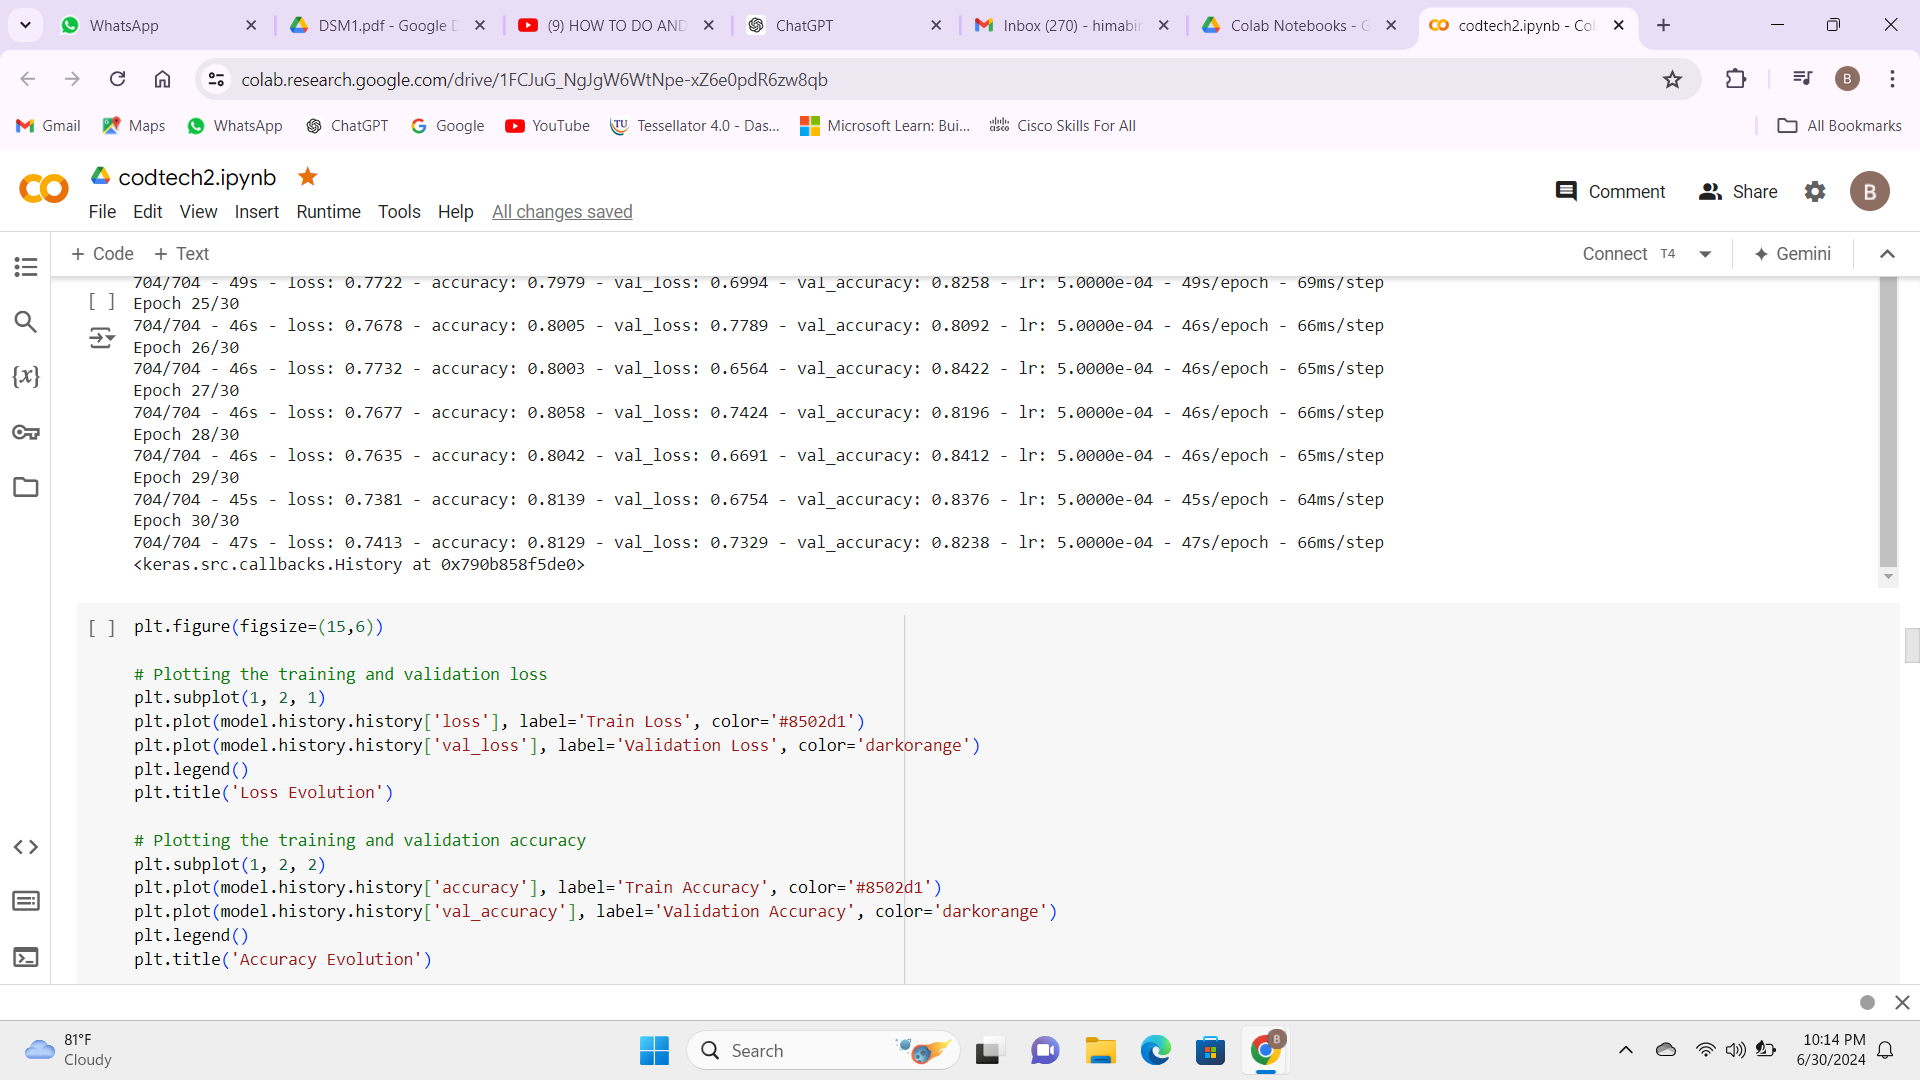 WhatsApp
DSM1.pdf - Google D
(9) HOW TO DO AND
ChatGPT
Inbox (270) - himabin
Colab Notebooks - G
codtech2.ipynb - Col
colab.research.google.com/drive/1FCJuG_NgJgW6WtNpe-xZ6e0pdR6zw8qb
B
Gmail
Maps
WhatsApp
ChatGPT
Google
YouTube
Tessellator 4.0 - Das...
Microsoft Learn: Bui...
Cisco Skills For All
All Bookmarks
codtech2.ipynb
File Edit View Insert Runtime Tools Help All changes saved
Comment
Share
B
+ Code + Text
Connect T4
Gemini
704/704 - 49s - loss: 0.7722 - accuracy: 0.7979 - val_loss: 0.6994 - val_accuracy: 0.8258 - lr: 5.0000e-04 - 49s/epoch - 69ms/step
[ ]
Epoch 25/30
704/704 - 46s - loss: 0.7678 - accuracy: 0.8005 - val_loss: 0.7789 - val_accuracy: 0.8092 - lr: 5.0000e-04 - 46s/epoch - 66ms/step
Epoch 26/30
704/704 - 46s - loss: 0.7732 - accuracy: 0.8003 - val_loss: 0.6564 - val_accuracy: 0.8422 - lr: 5.0000e-04 - 46s/epoch - 65ms/step
Epoch 27/30
704/704 - 46s - loss: 0.7677 - accuracy: 0.8058 - val_loss: 0.7424 - val_accuracy: 0.8196 - lr: 5.0000e-04 - 46s/epoch - 66ms/step
Epoch 28/30
704/704 - 46s - loss: 0.7635 - accuracy: 0.8042 - val_loss: 0.6691 - val_accuracy: 0.8412 - lr: 5.0000e-04 - 46s/epoch - 65ms/step
Epoch 29/30
704/704 - 45s - loss: 0.7381 - accuracy: 0.8139 - val_loss: 0.6754 - val_accuracy: 0.8376 - lr: 5.0000e-04 - 45s/epoch - 64ms/step
Epoch 30/30
704/704 - 47s - loss: 0.7413 - accuracy: 0.8129 - val_loss: 0.7329 - val_accuracy: 0.8238 - lr: 5.0000e-04 - 47s/epoch - 66ms/step
<keras.src.callbacks.History at 0x790b858f5de0>
[ ] plt.figure(figsize=(15,6))
# Plotting the training and validation loss
plt.subplot(1, 2, 1)
plt.plot(model.history.history['loss'], label='Train Loss', color='#8502d1')
plt.plot(model.history.history['val_loss'], label='Validation Loss', color='darkorange')
plt.legend()
plt.title('Loss Evolution')
# Plotting the training and validation accuracy
plt.subplot(1, 2, 2)
plt.plot(model.history.history['accuracy'], label='Train Accuracy', color='#8502d1')
plt.plot(model.history.history['val_accuracy'], label='Validation Accuracy', color='darkorange')
plt.legend()
plt.title('Accuracy Evolution')
81°F
Cloudy
Search
10:14 PM
6/30/2024